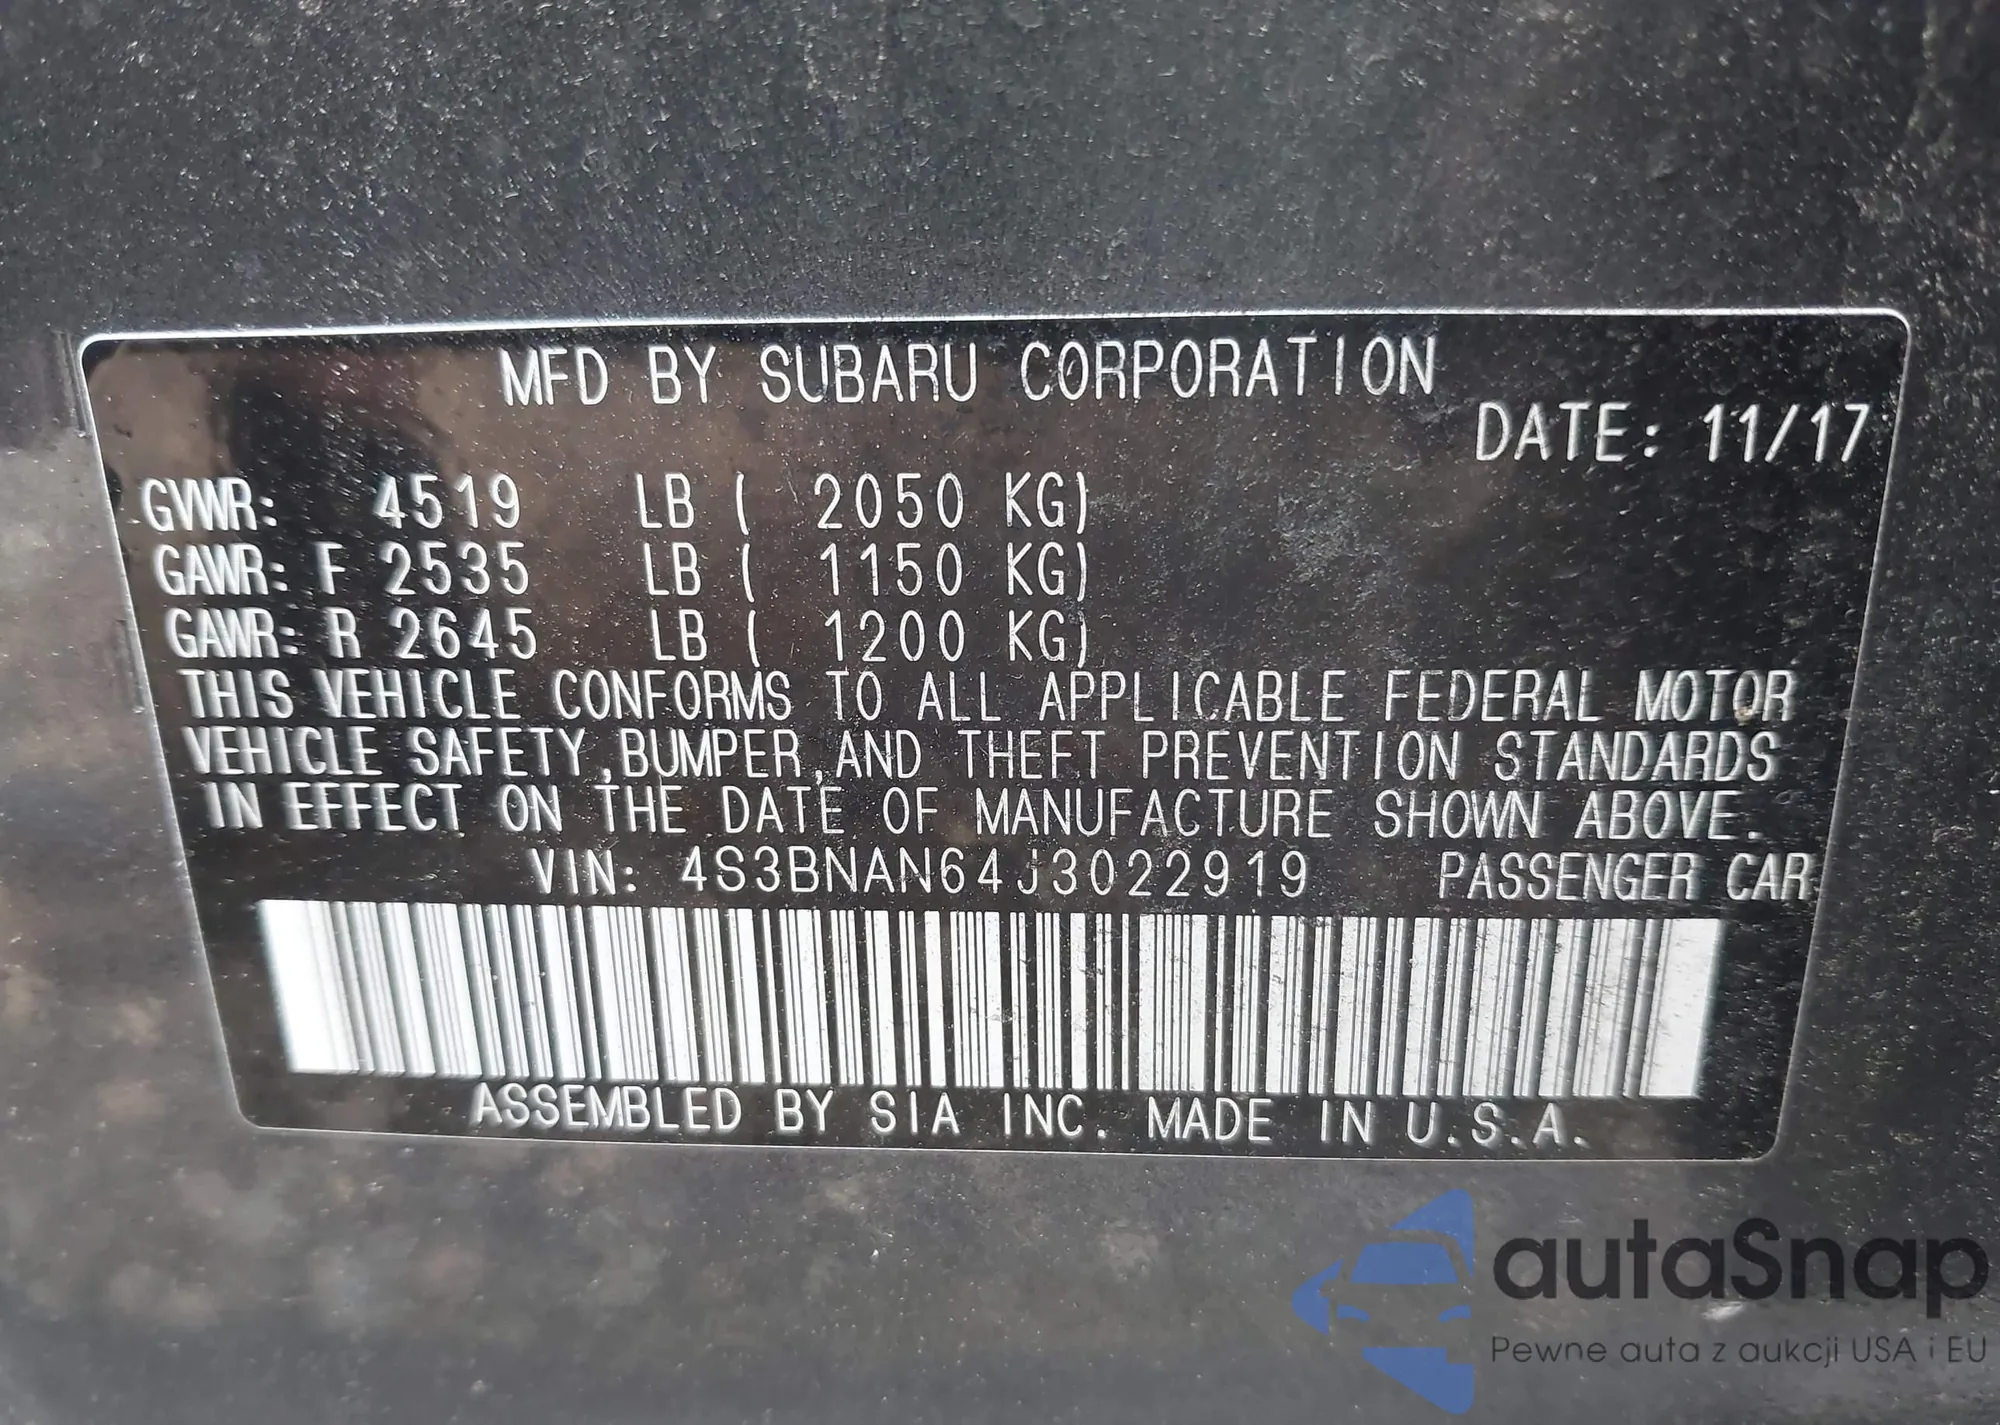 MFD BY SUBARU CORPORATION
DATE: 11/17
GVWR: 4519 LB ( 2050 KG)
GAWR: F 2535 LB ( 1150 KG)
GAWR: R 2645 LB ( 1200 KG)
THIS VEHICLE CONFORMS TO ALL APPLICABLE FEDERAL MOTOR
VEHICLE SAFETY,BUMPER,AND THEFT PREVENTION STANDARDS
IN EFFECT ON THE DATE OF MANUFACTURE SHOWN ABOVE.
VIN: 4S3BNAN64J3022919 PASSENGER CAR
ASSEMBLED BY SIA INC. MADE IN U.S.A.
autaSnap
Pewne auta z aukcji USA i EU